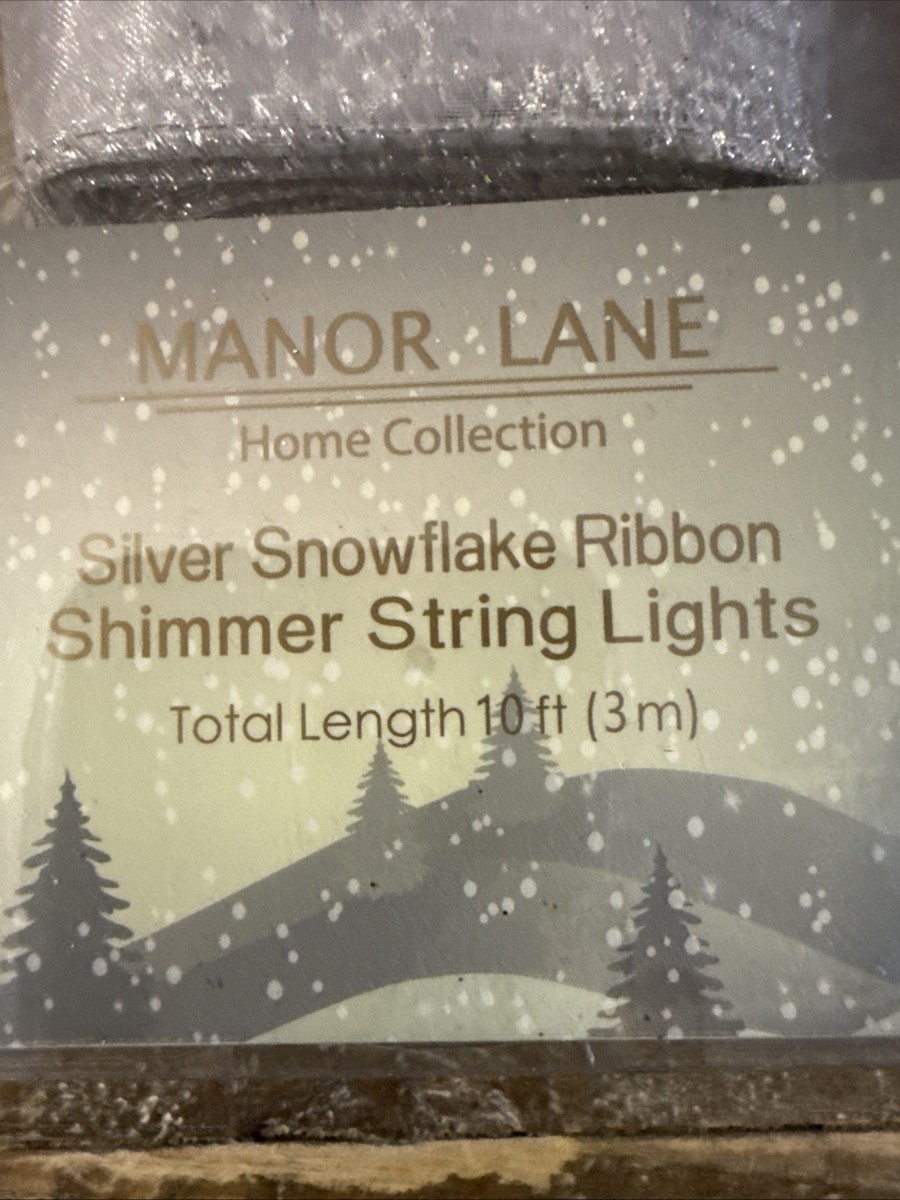 MANOR LANE
Home Collection
Silver Snowflake Ribbon
Shimmer String Lights
Total Length 10 ft (3 m)